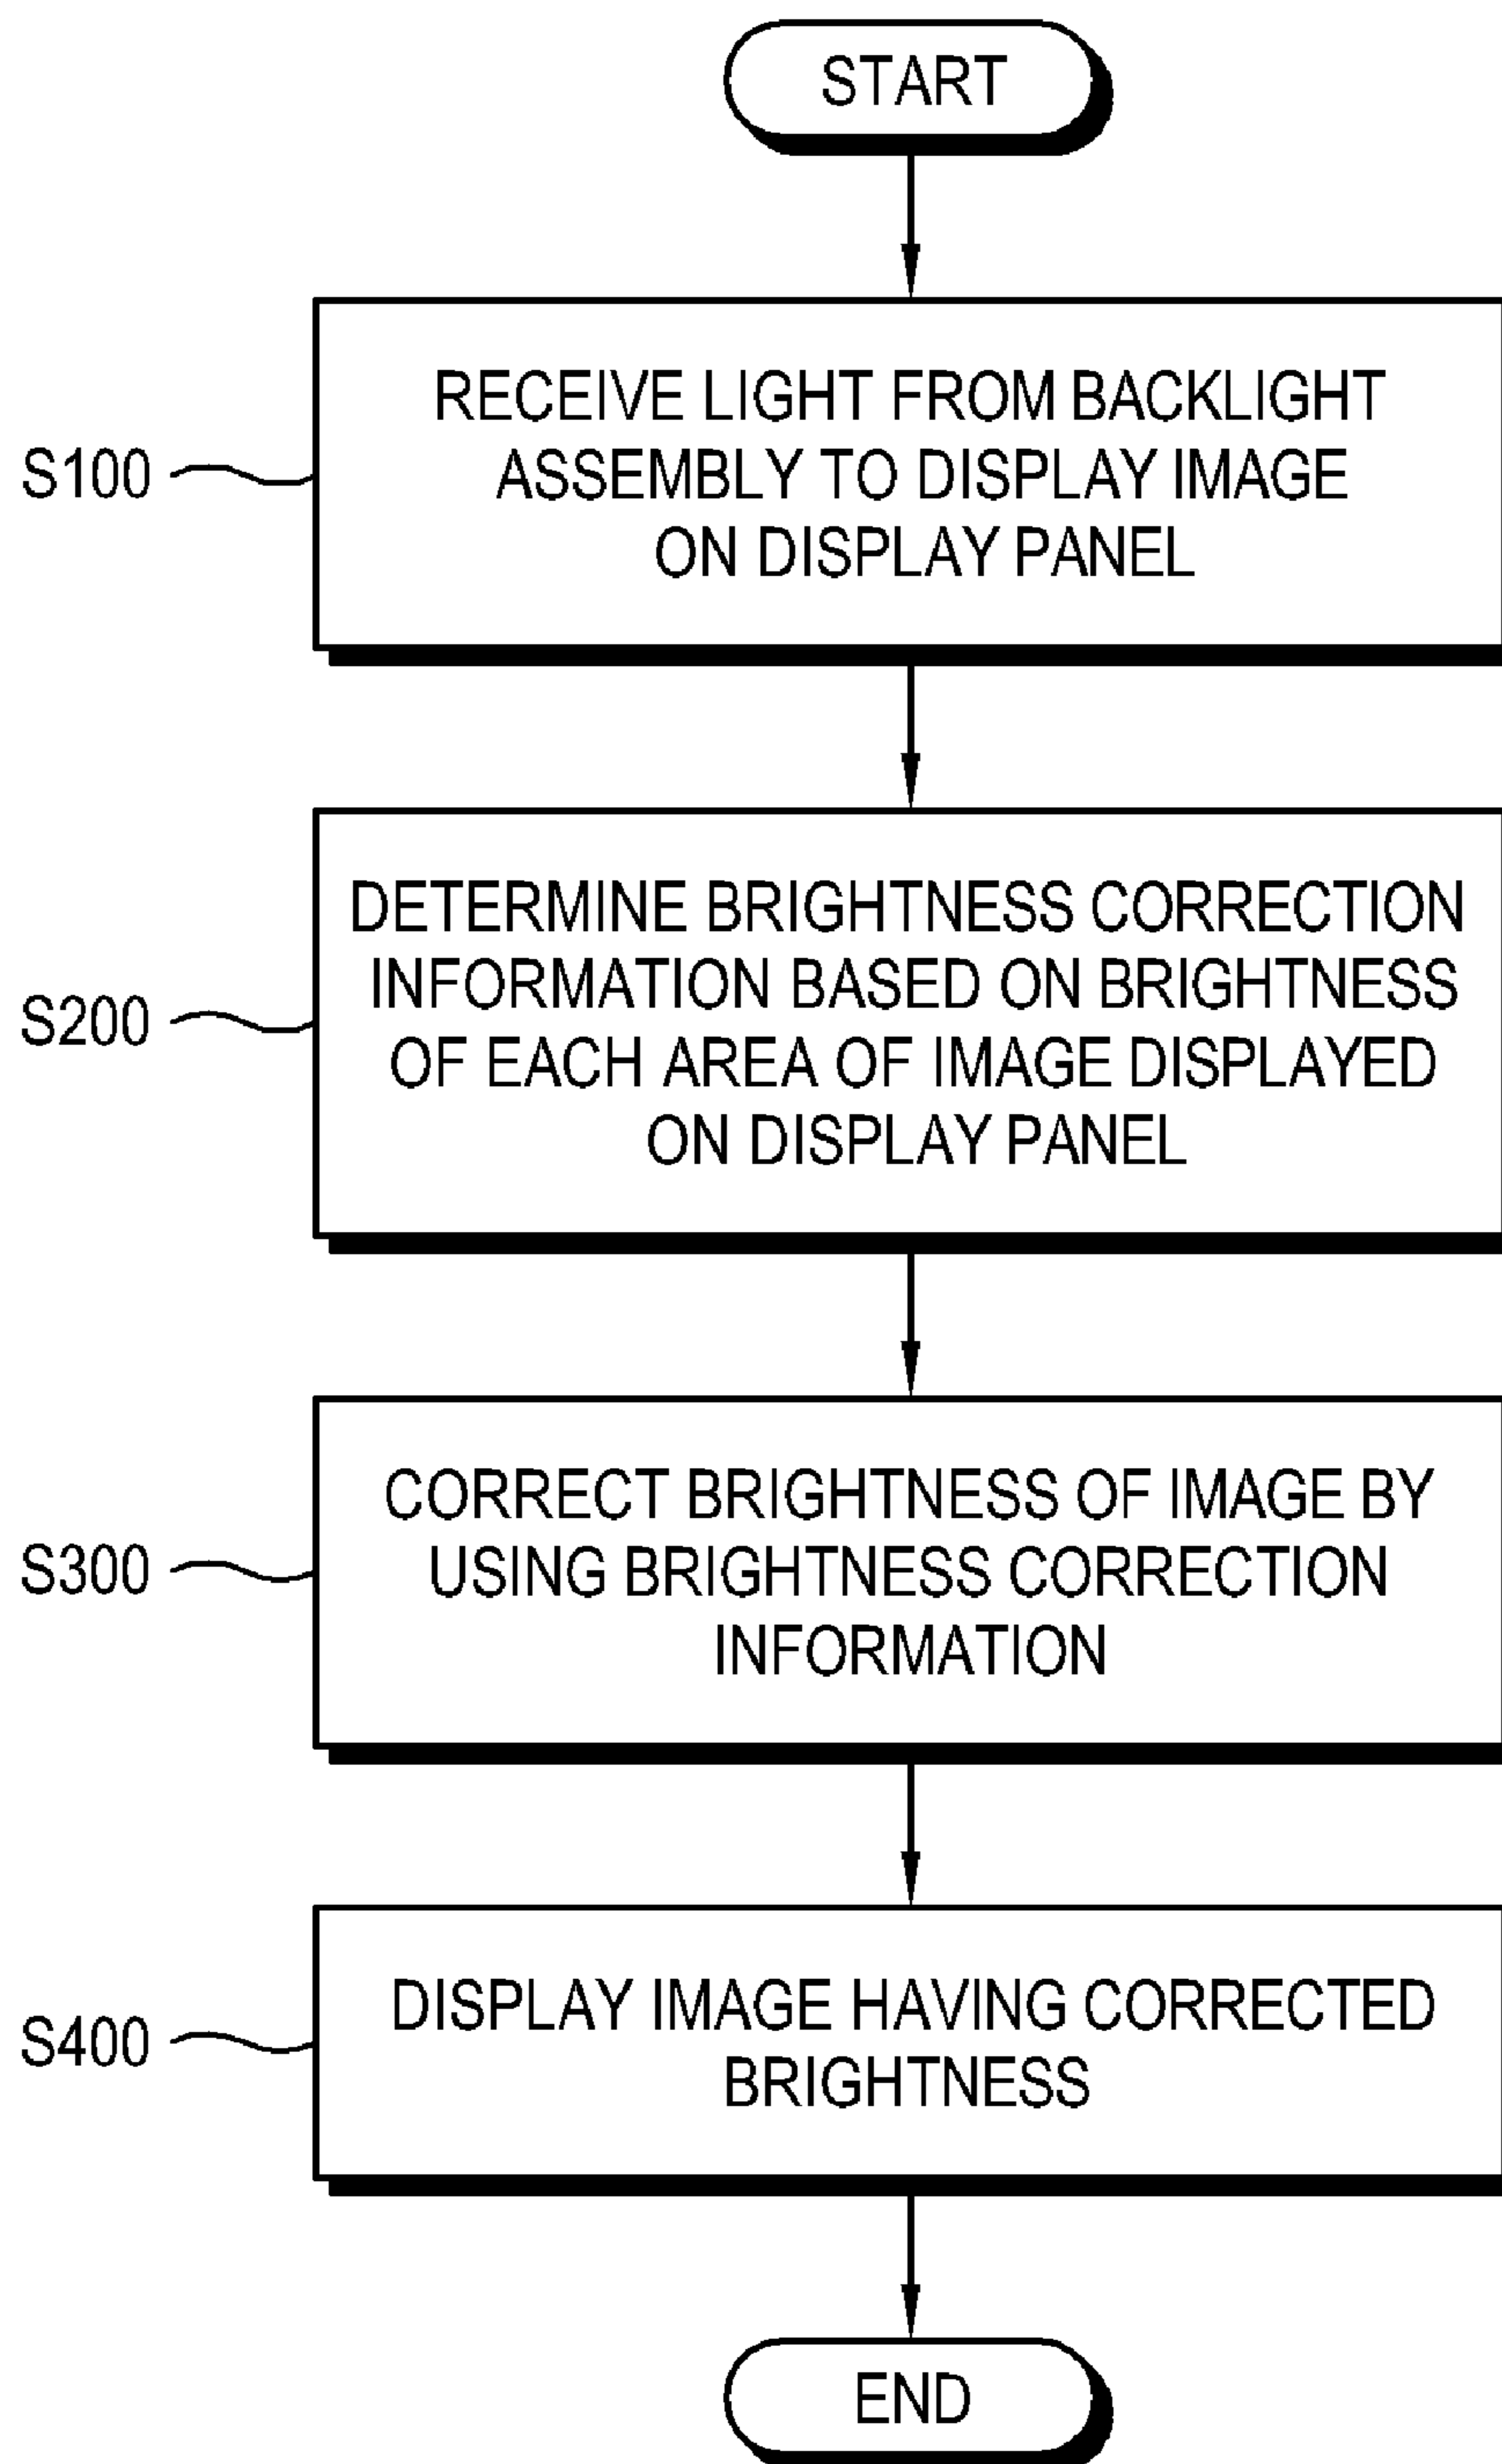 START
S100
RECEIVE LIGHT FROM BACKLIGHT
ASSEMBLY TO DISPLAY IMAGE
ON DISPLAY PANEL
S200
DETERMINE BRIGHTNESS CORRECTION
INFORMATION BASED ON BRIGHTNESS
OF EACH AREA OF IMAGE DISPLAYED
ON DISPLAY PANEL
S300
CORRECT BRIGHTNESS OF IMAGE BY
USING BRIGHTNESS CORRECTION
INFORMATION
S400
DISPLAY IMAGE HAVING CORRECTED
BRIGHTNESS
END